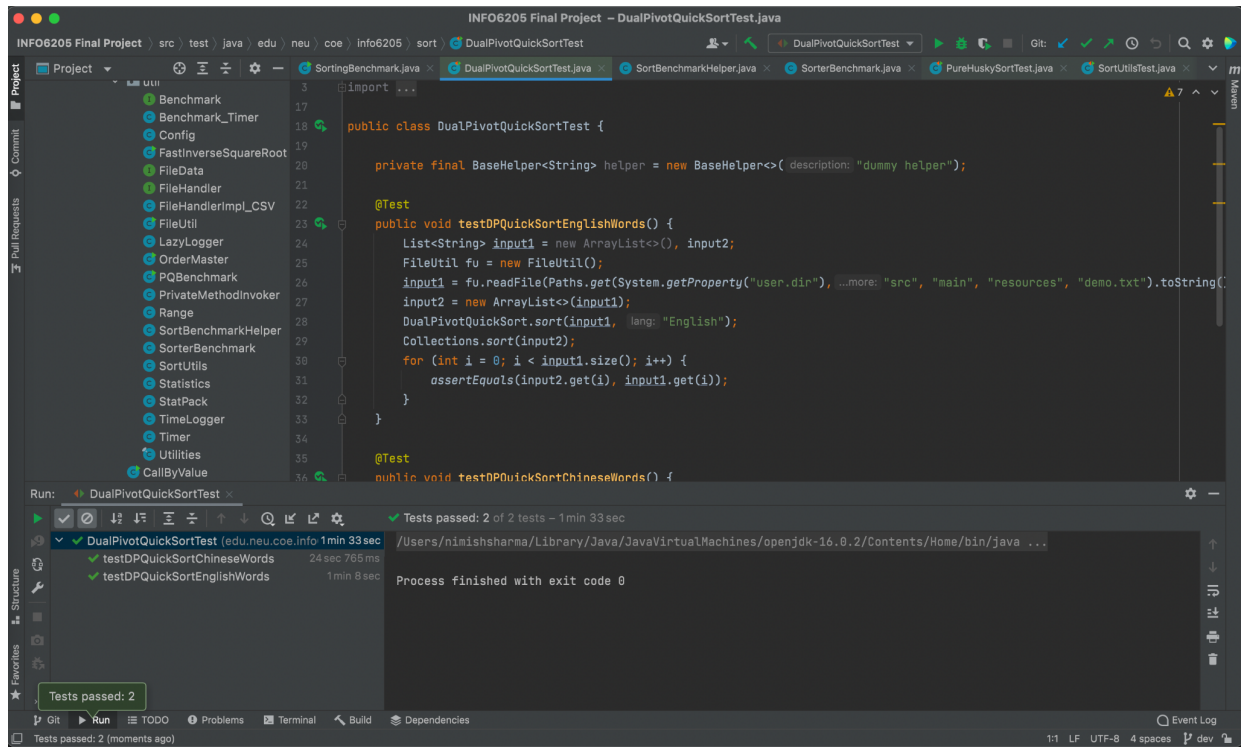 INFO6205 Final Project – DualPivotQuickSortTest.java
INFO6205 Final Project 〉 src 〉 test 〉 java 〉 edu 〉 neu 〉 coe 〉 info6205 〉 sort 〉 DualPivotQuickSortTest
DualPivotQuickSortTest
Git:
Project
Project
SortingBenchmark.java
DualPivotQuickSortTest.java
SortBenchmarkHelper.java
SorterBenchmark.java
PureHuskySortTest.java
SortUtilsTest.java
Maven
Commit
Pull Requests
util
Benchmark
Benchmark_Timer
Config
FastInverseSquareRoot
FileData
FileHandler
FileHandlerImpl_CSV
FileUtil
LazyLogger
OrderMaster
PQBenchmark
PrivateMethodInvoker
Range
SortBenchmarkHelper
SorterBenchmark
SortUtils
Statistics
StatPack
TimeLogger
Timer
Utilities
CallByValue
7
3 import ...
17
18 public class DualPivotQuickSortTest {
19
20 private final BaseHelper<String> helper = new BaseHelper<>( description: "dummy helper");
21
22 @Test
23 public void testDPQuickSortEnglishWords() {
24 List<String> input1 = new ArrayList<>(), input2;
25 FileUtil fu = new FileUtil();
26 input1 = fu.readFile(Paths.get(System.getProperty("user.dir"), ...more: "src", "main", "resources", "demo.txt").toString(
27 input2 = new ArrayList<>(input1);
28 DualPivotQuickSort.sort(input1, lang: "English");
29 Collections.sort(input2);
30 for (int i = 0; i < input1.size(); i++) {
31 assertEquals(input2.get(i), input1.get(i));
32 }
33 }
34
35 @Test
36 public void testDPQuickSortChineseWords() {
Run: DualPivotQuickSortTest
Tests passed: 2 of 2 tests – 1 min 33 sec
DualPivotQuickSortTest (edu.neu.coe.info 1 min 33 sec
testDPQuickSortChineseWords 24 sec 765 ms
testDPQuickSortEnglishWords 1 min 8 sec
/Users/nimishsharma/Library/Java/JavaVirtualMachines/openjdk-16.0.2/Contents/Home/bin/java ...
Process finished with exit code 0
Structure
Favorites
Tests passed: 2
Git
Run
TODO
Problems
Terminal
Build
Dependencies
Event Log
Tests passed: 2 (moments ago)
1:1 LF UTF-8 4 spaces dev